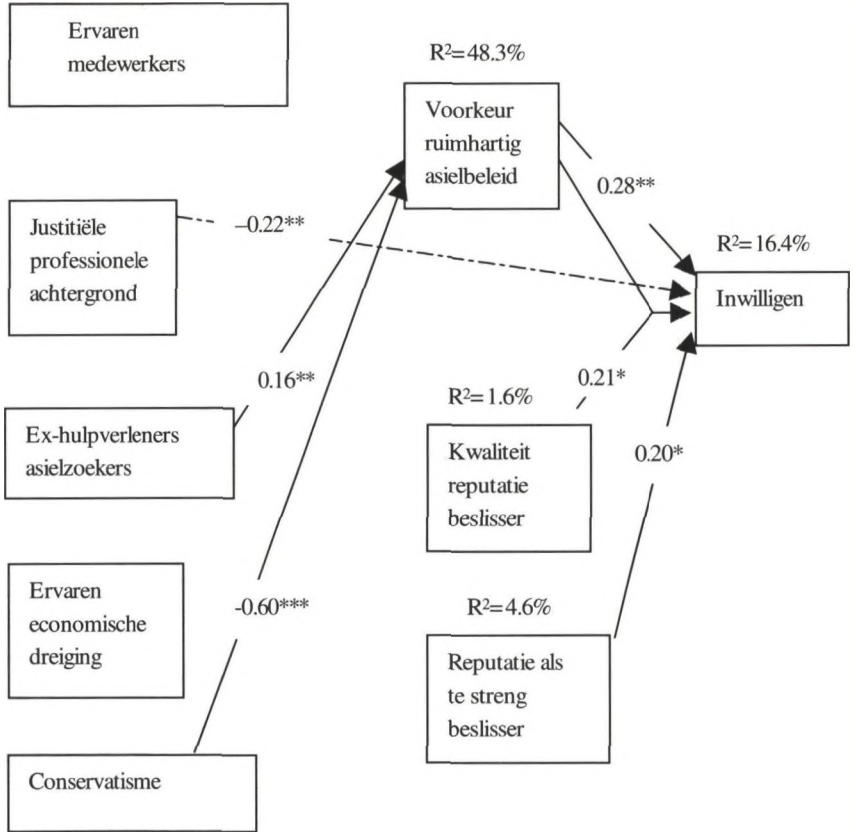 Ervaren
medewerkers
R²=48.3%
Voorkeur
ruimhartig
asielbeleid
0.28**
Justitiële
professionele
achtergrond
–0.22**
R²=16.4%
Inwilligen
0.16**
0.21*
R²=1.6%
Ex-hulpverleners
asielzoekers
Kwaliteit
reputatie
beslisser
0.20*
Ervaren
economische
dreiging
-0.60***
R²=4.6%
Reputatie als
te streng
beslisser
Conservatisme